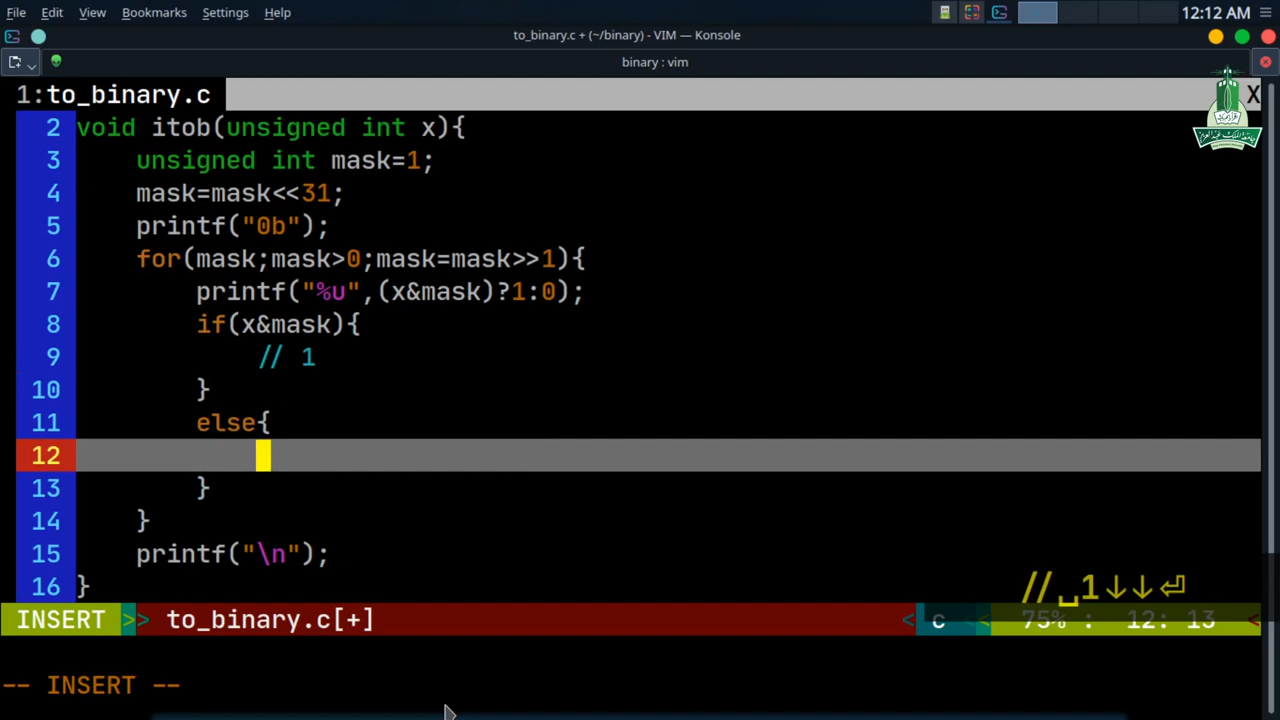 File Edit View Bookmarks Settings Help 12:12 AM
to_binary.c + (~/binary) - VIM — Konsole
binary : vim
1:to_binary.c X
2 void itob(unsigned int x){
3 unsigned int mask=1;
4 mask=mask<<31;
5 printf("0b");
6 for(mask;mask>0;mask=mask>>1){
7 printf("%u",(x&mask)?1:0);
8 if(x&mask){
9 // 1
10 }
11 else{
12
13 }
14 }
15 printf("\n");
16 }
//␣1↓↓⏎
INSERT >> to_binary.c[+] < c < 75% : 12: 13 <
-- INSERT --